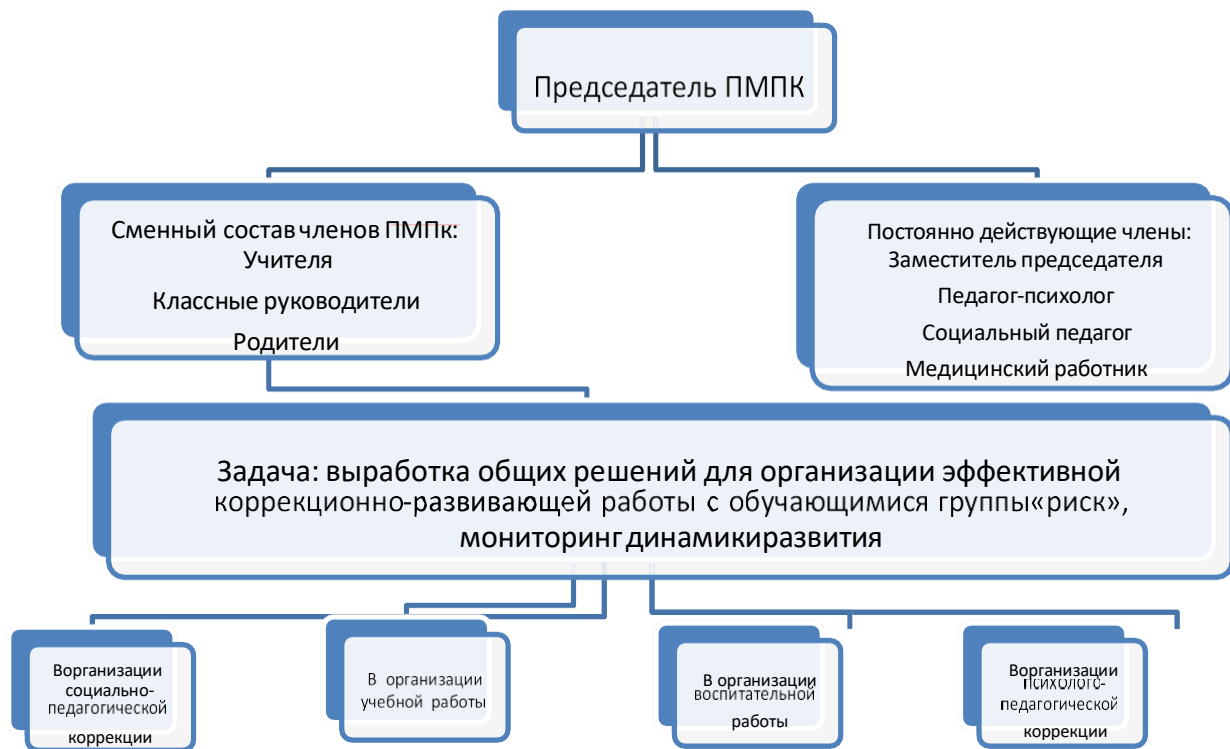 Председатель ПМПК
Сменный состав членов ПМПк:
Учителя
Классные руководители
Родители
Постоянно действующие члены:
Заместитель председателя
Педагог-психолог
Социальный педагог
Медицинский работник
Задача: выработка общих решений для организации эффективной
коррекционно-развивающей работы с обучающимися группы«риск»,
мониторинг динамикиразвития
Ворганизации
социально-
педагогической
коррекции
В организации
учебной работы
В организации
воспитательной
работы
Ворганизации
психолого-
педагогической
коррекции